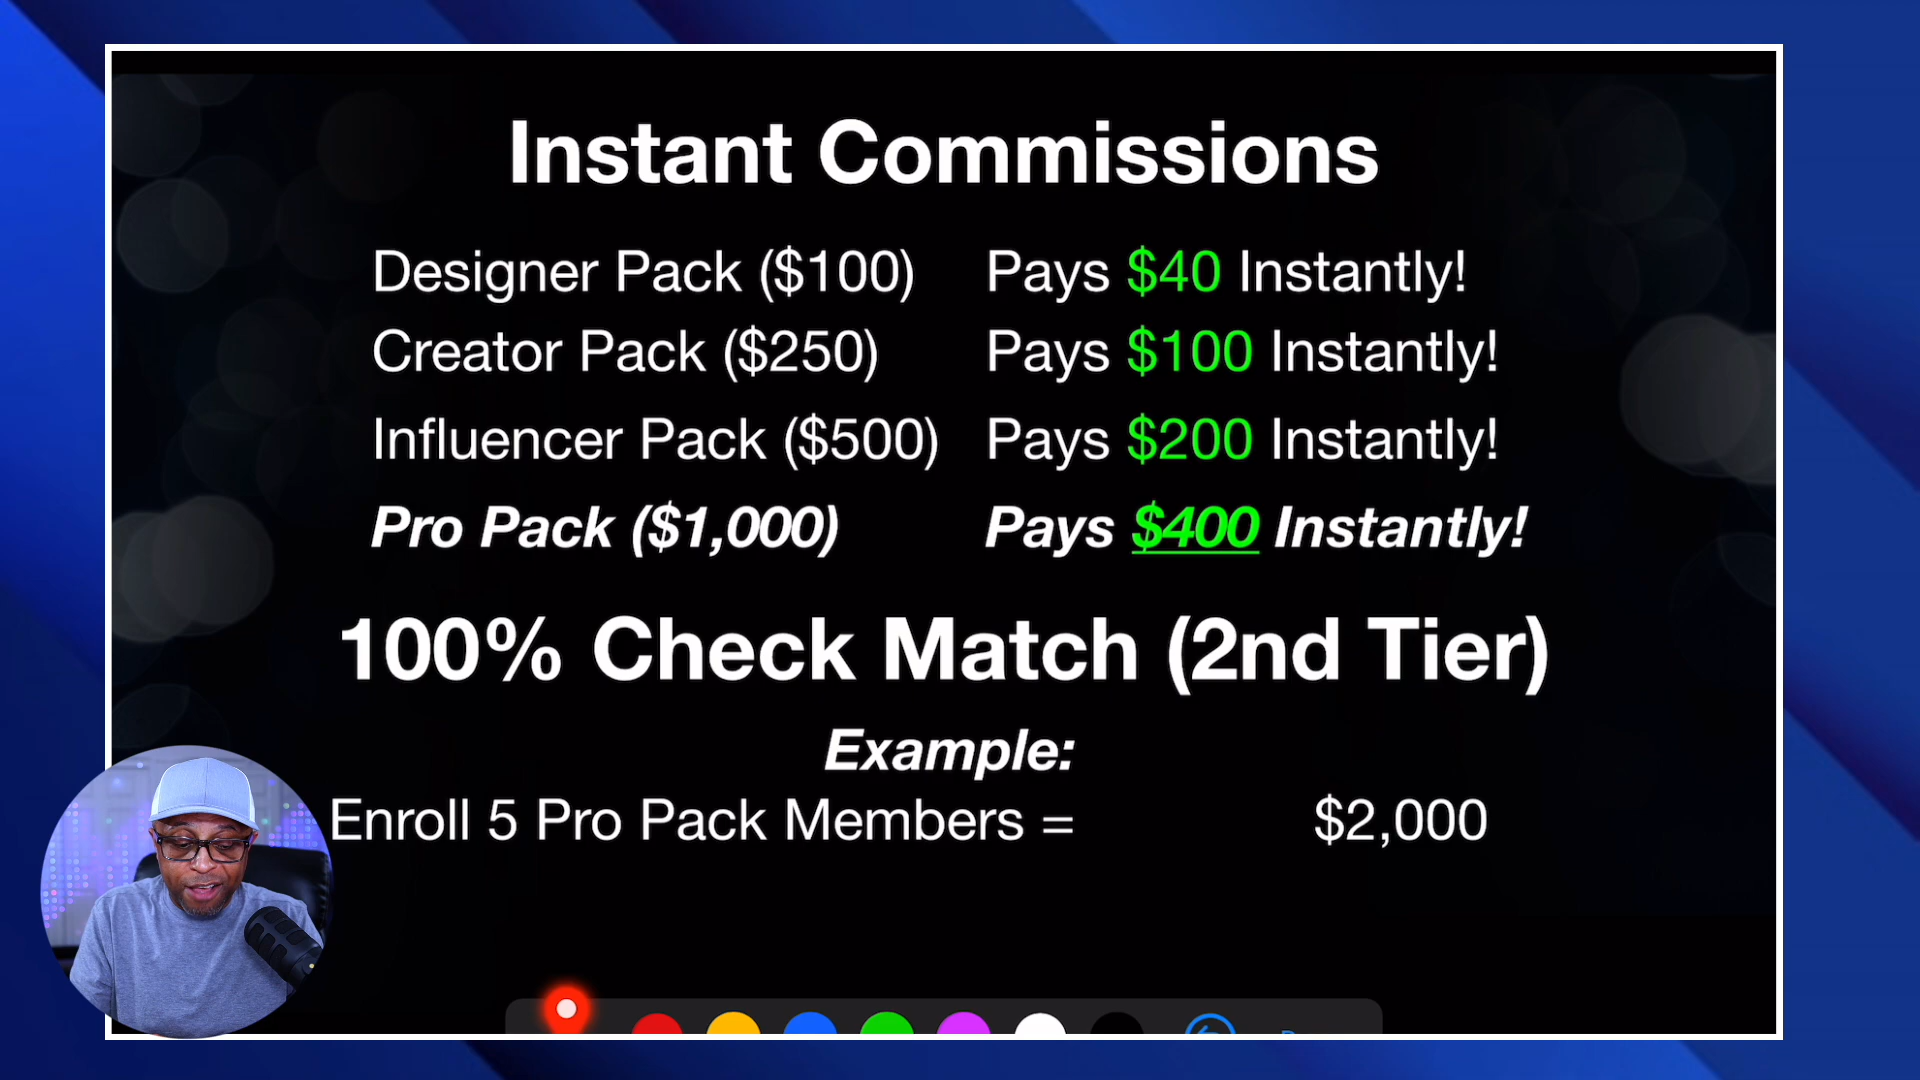 Instant Commissions
Designer Pack ($100) Pays $40 Instantly!
Creator Pack ($250) Pays $100 Instantly!
Influencer Pack ($500) Pays $200 Instantly!
Pro Pack ($1,000) Pays $400 Instantly!
100% Check Match (2nd Tier)
Example:
Enroll 5 Pro Pack Members = $2,000